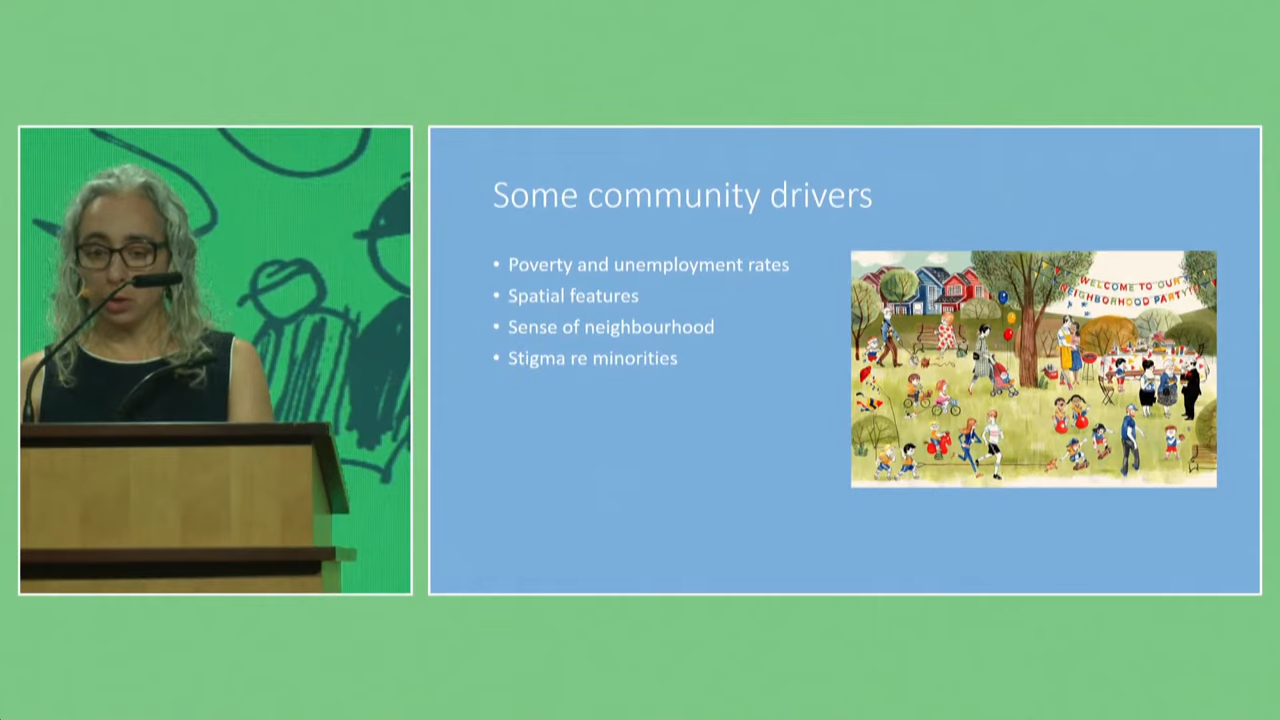 Some community drivers
• Poverty and unemployment rates
• Spatial features
• Sense of neighbourhood
• Stigma re minorities
WELCOME TO OUR
NEIGHBORHOOD PARTY!